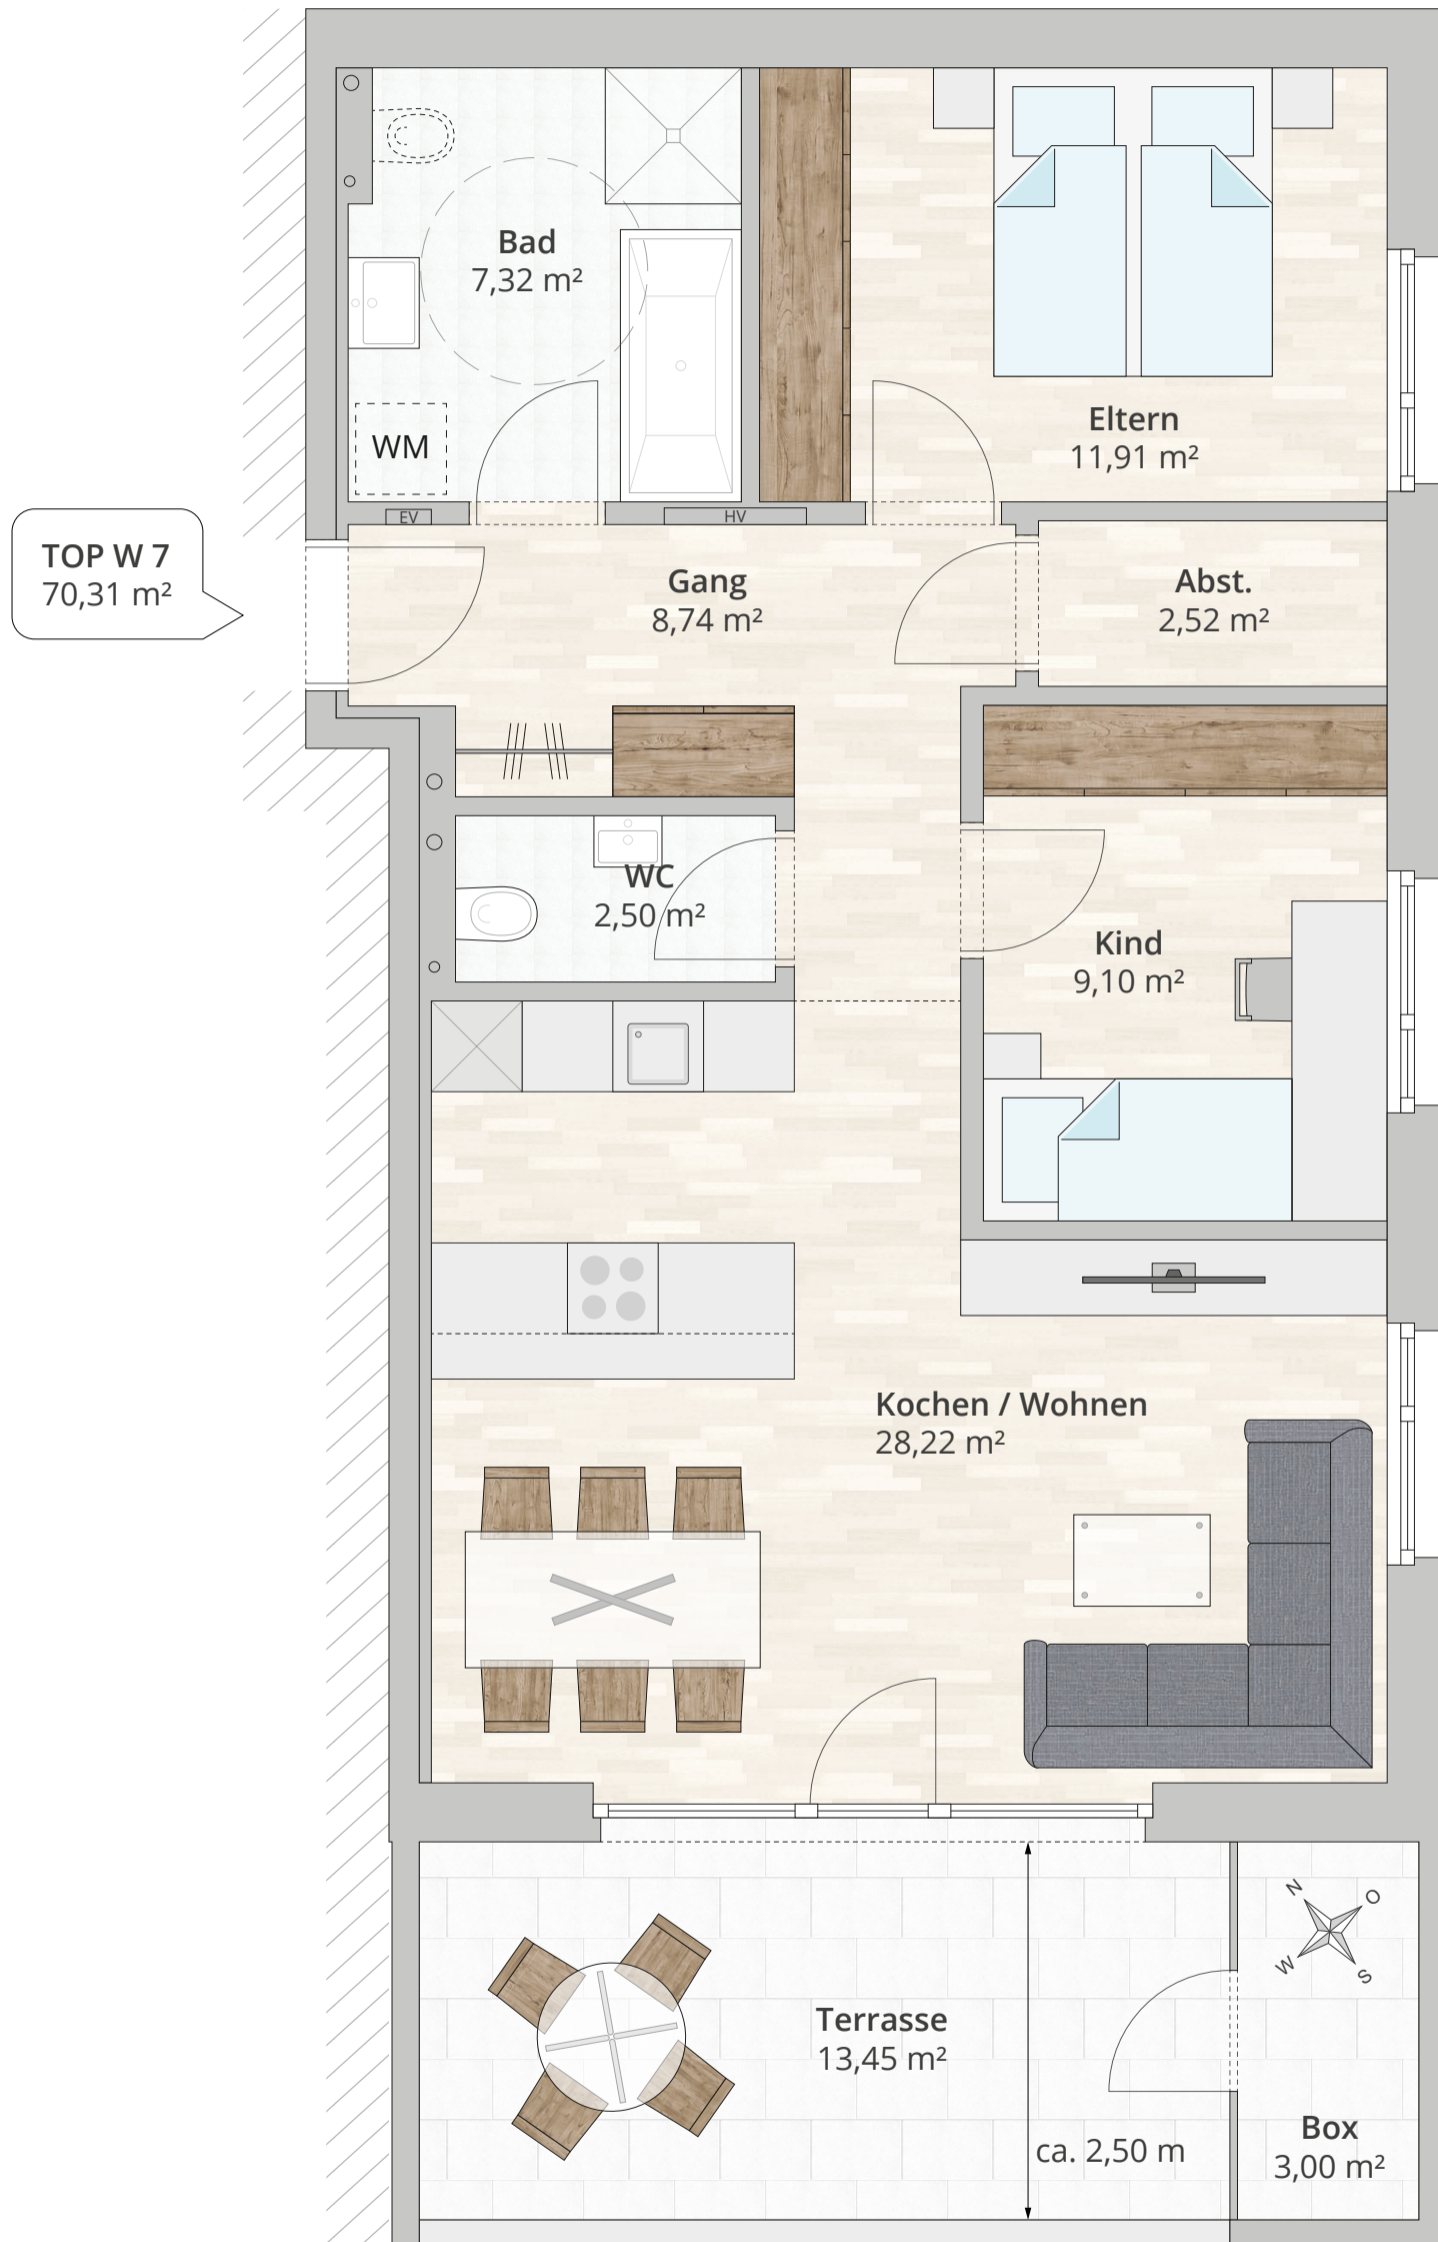 Bad
7,32 m²
WM
Eltern
11,91 m²
EV
HV
TOP W 7
70,31 m²
Gang
8,74 m²
Abst.
2,52 m²
WC
2,50 m²
Kind
9,10 m²
Kochen / Wohnen
28,22 m²
N
O
W
S
Terrasse
13,45 m²
ca. 2,50 m
Box
3,00 m²